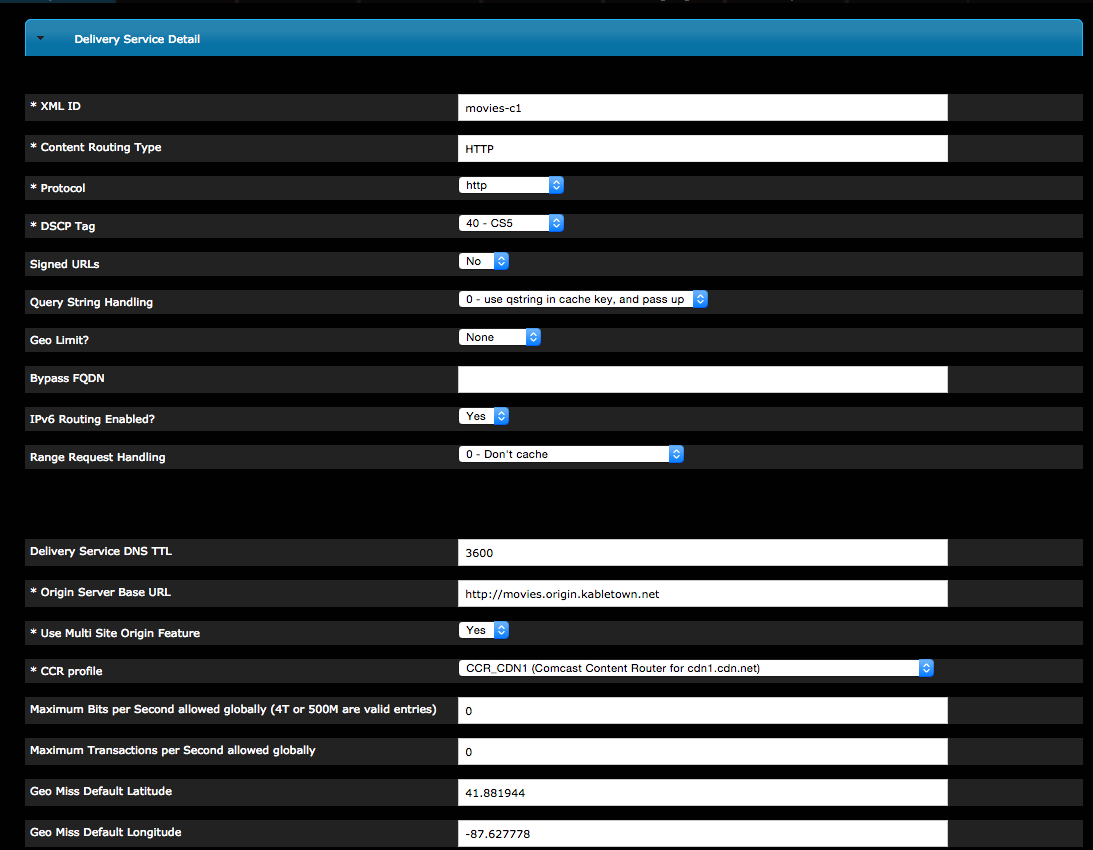 Delivery Service Detail
* XML ID movies-c1
* Content Routing Type HTTP
* Protocol http
* DSCP Tag 40 - CS5
Signed URLs No
Query String Handling 0 - use qstring in cache key, and pass up
Geo Limit? None
Bypass FQDN
IPv6 Routing Enabled? Yes
Range Request Handling 0 - Don't cache
Delivery Service DNS TTL 3600
* Origin Server Base URL http://movies.origin.kabletown.net
* Use Multi Site Origin Feature Yes
* CCR profile CCR_CDN1 (Comcast Content Router for cdn1.cdn.net)
Maximum Bits per Second allowed globally (4T or 500M are valid entries) 0
Maximum Transactions per Second allowed globally 0
Geo Miss Default Latitude 41.881944
Geo Miss Default Longitude -87.627778